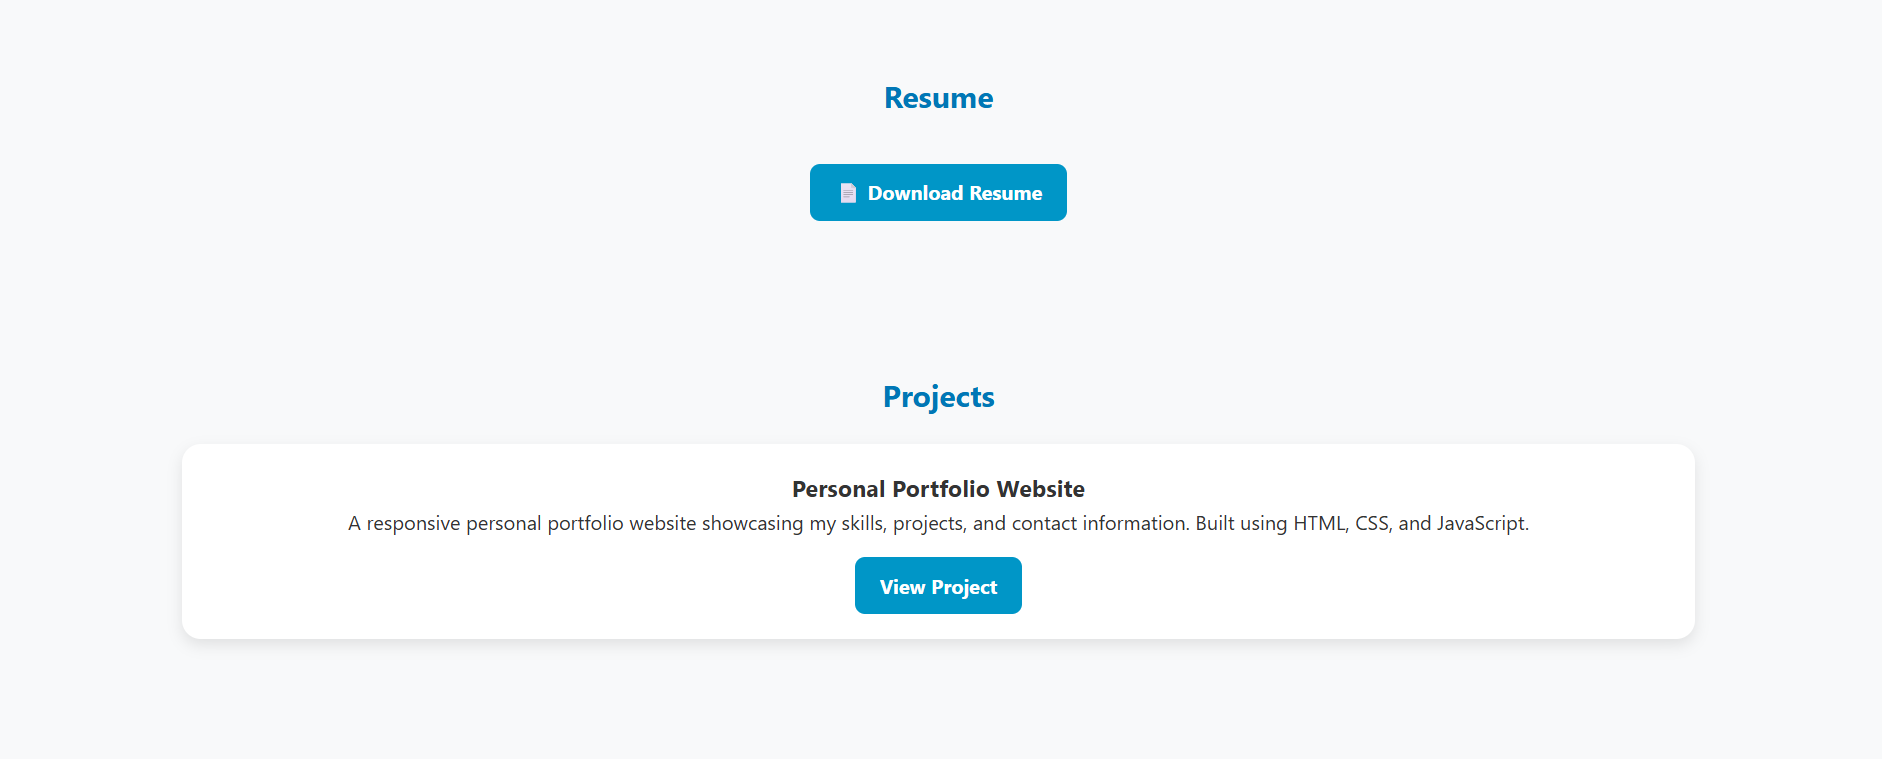 Resume
Download Resume
Projects
Personal Portfolio Website
A responsive personal portfolio website showcasing my skills, projects, and contact information. Built using HTML, CSS, and JavaScript.
View Project